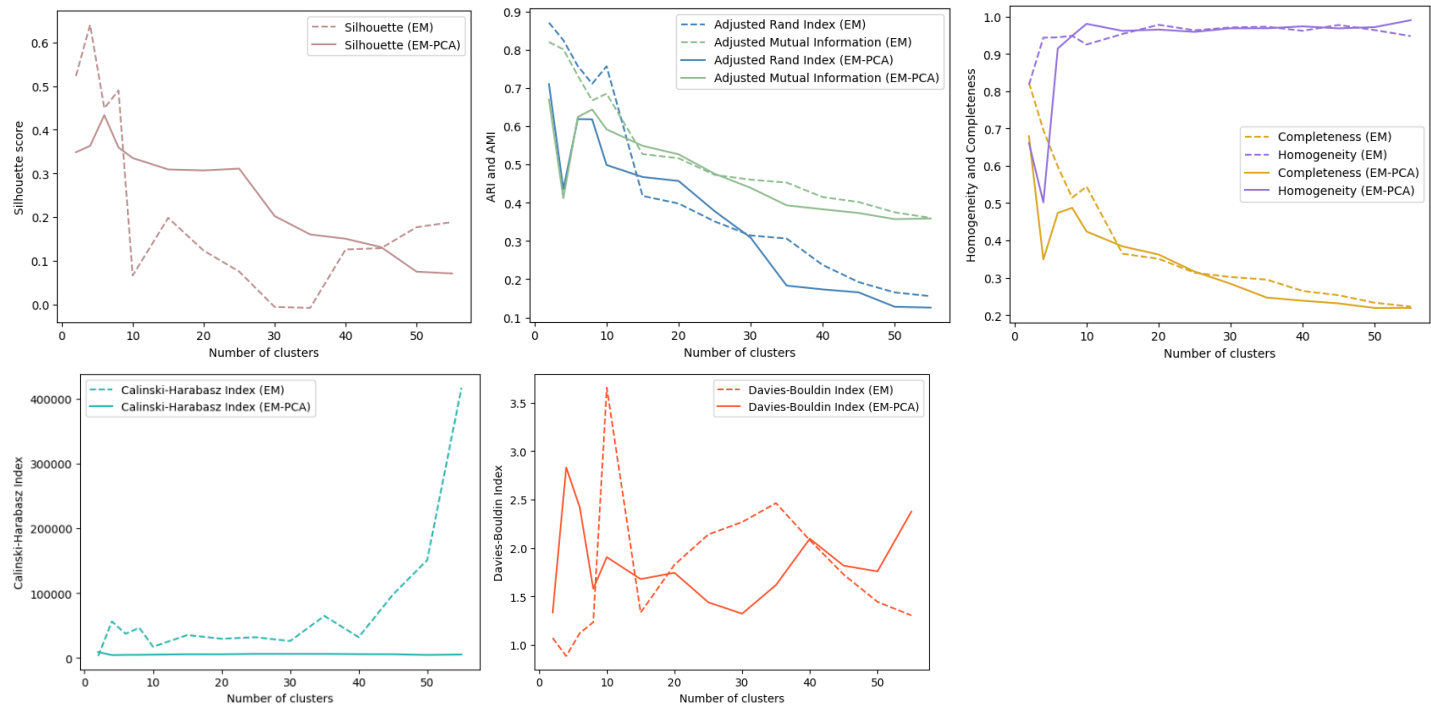 Silhouette (EM)
Silhouette (EM-PCA)
Silhouette score
0.6
0.5
0.4
0.3
0.2
0.1
0.0
0 10 20 30 40 50
Number of clusters
Adjusted Rand Index (EM)
Adjusted Mutual Information (EM)
Adjusted Rand Index (EM-PCA)
Adjusted Mutual Information (EM-PCA)
ARI and AMI
0.9
0.8
0.7
0.6
0.5
0.4
0.3
0.2
0.1
0 10 20 30 40 50
Number of clusters
Completeness (EM)
Homogeneity (EM)
Completeness (EM-PCA)
Homogeneity (EM-PCA)
Homogeneity and Completeness
1.0
0.9
0.8
0.7
0.6
0.5
0.4
0.3
0.2
0 10 20 30 40 50
Number of clusters
Calinski-Harabasz Index (EM)
Calinski-Harabasz Index (EM-PCA)
Calinski-Harabasz Index
400000
300000
200000
100000
0
0 10 20 30 40 50
Number of clusters
Davies-Bouldin Index (EM)
Davies-Bouldin Index (EM-PCA)
Davies-Bouldin Index
3.5
3.0
2.5
2.0
1.5
1.0
0 10 20 30 40 50
Number of clusters